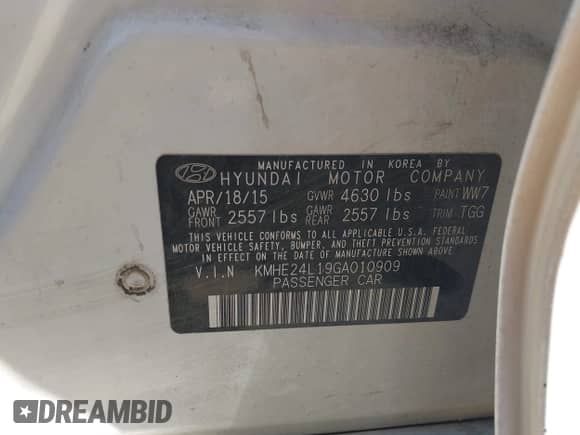 MANUFACTURED IN KOREA BY
HYUNDAI MOTOR COMPANY
APR/18/15 GVWR 4630 lbs PAINT WW7
GAWR FRONT 2557 lbs GAWR REAR 2557 lbs TRIM TGG
THIS VEHICLE CONFORMS TO ALL APPLICABLE U.S.A. FEDERAL
MOTOR VEHICLE SAFETY, BUMPER, AND THEFT PREVENTION STANDARDS
IN EFFECT ON THE DATE OF MANUFACTURE SHOWN ABOVE.
V.I.N KMHE24L19GA010909
PASSENGER CAR
DREAMBID